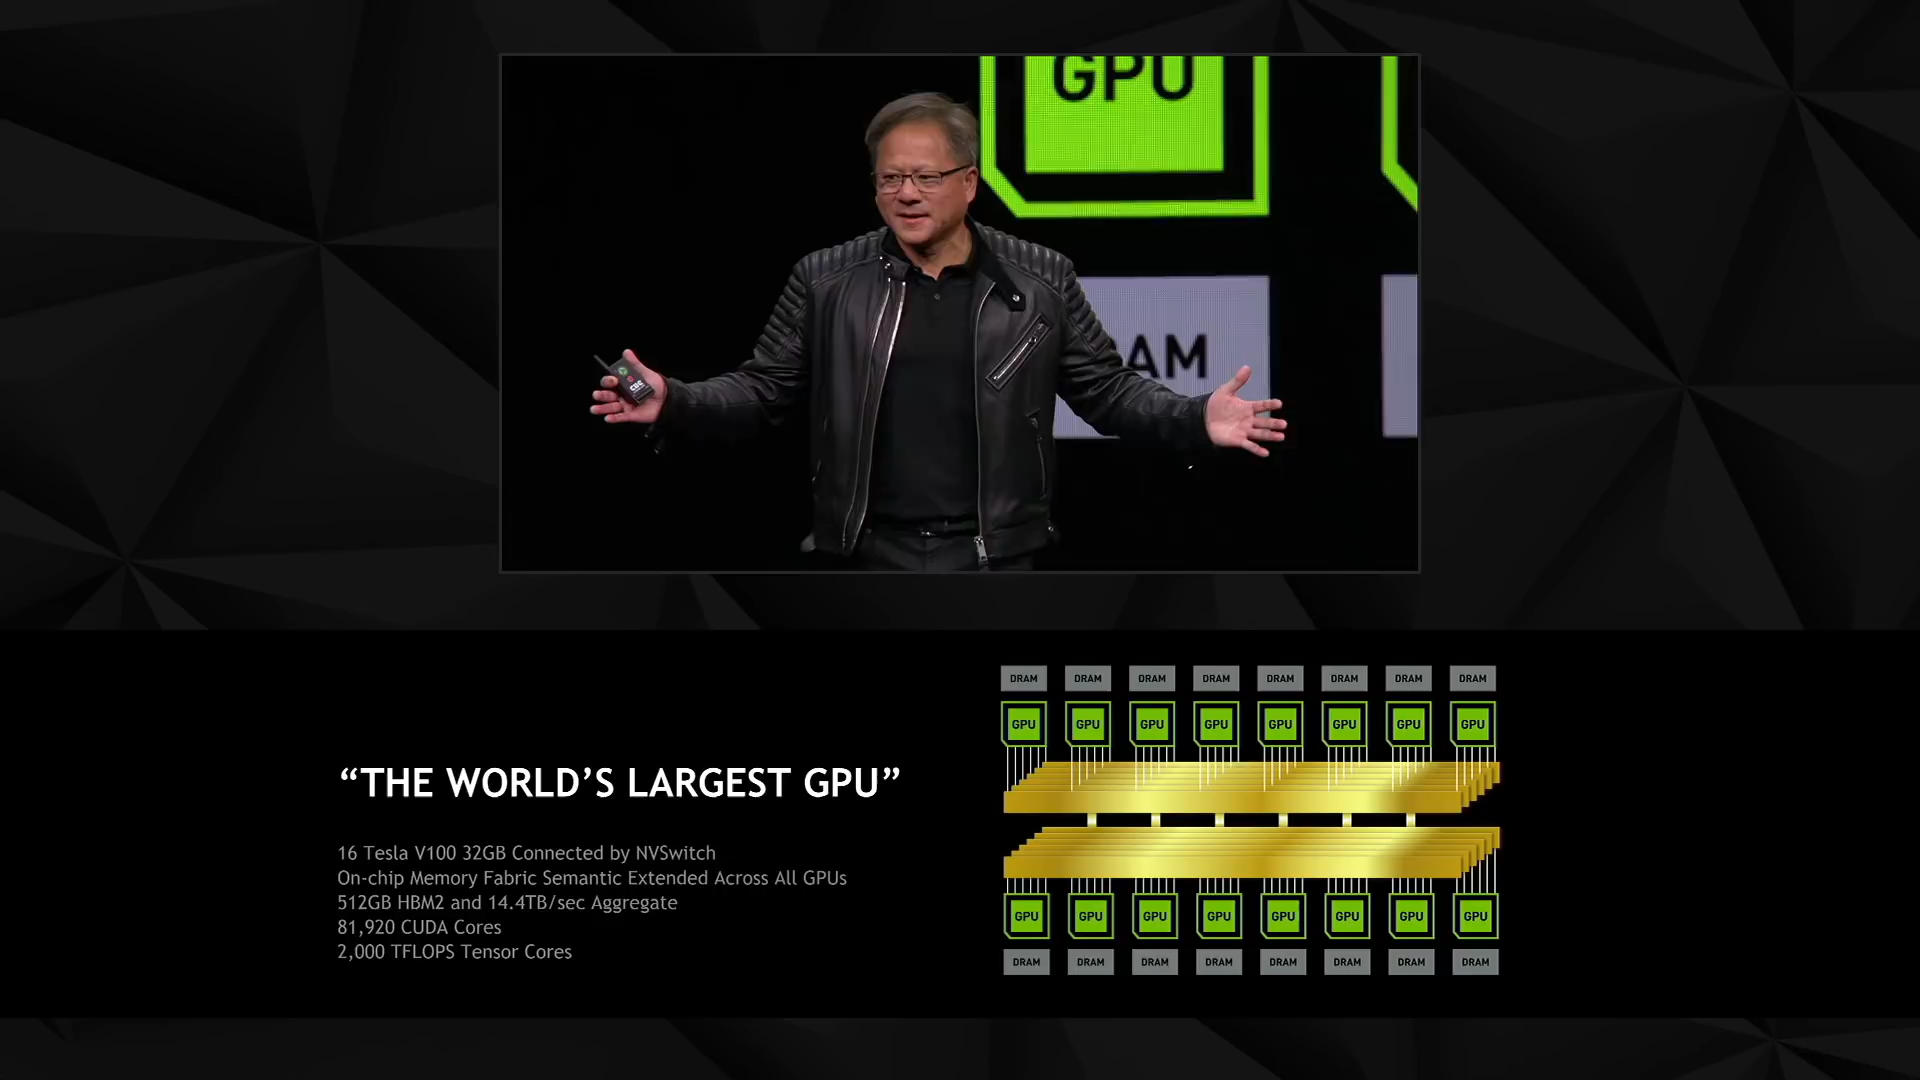 GPU
RAM
CBE
DRAM DRAM DRAM DRAM DRAM DRAM DRAM DRAM
GPU GPU GPU GPU GPU GPU GPU GPU
“THE WORLD’S LARGEST GPU”
16 Tesla V100 32GB Connected by NVSwitch
On-chip Memory Fabric Semantic Extended Across All GPUs
512GB HBM2 and 14.4TB/sec Aggregate
81,920 CUDA Cores
2,000 TFLOPS Tensor Cores
GPU GPU GPU GPU GPU GPU GPU GPU
DRAM DRAM DRAM DRAM DRAM DRAM DRAM DRAM